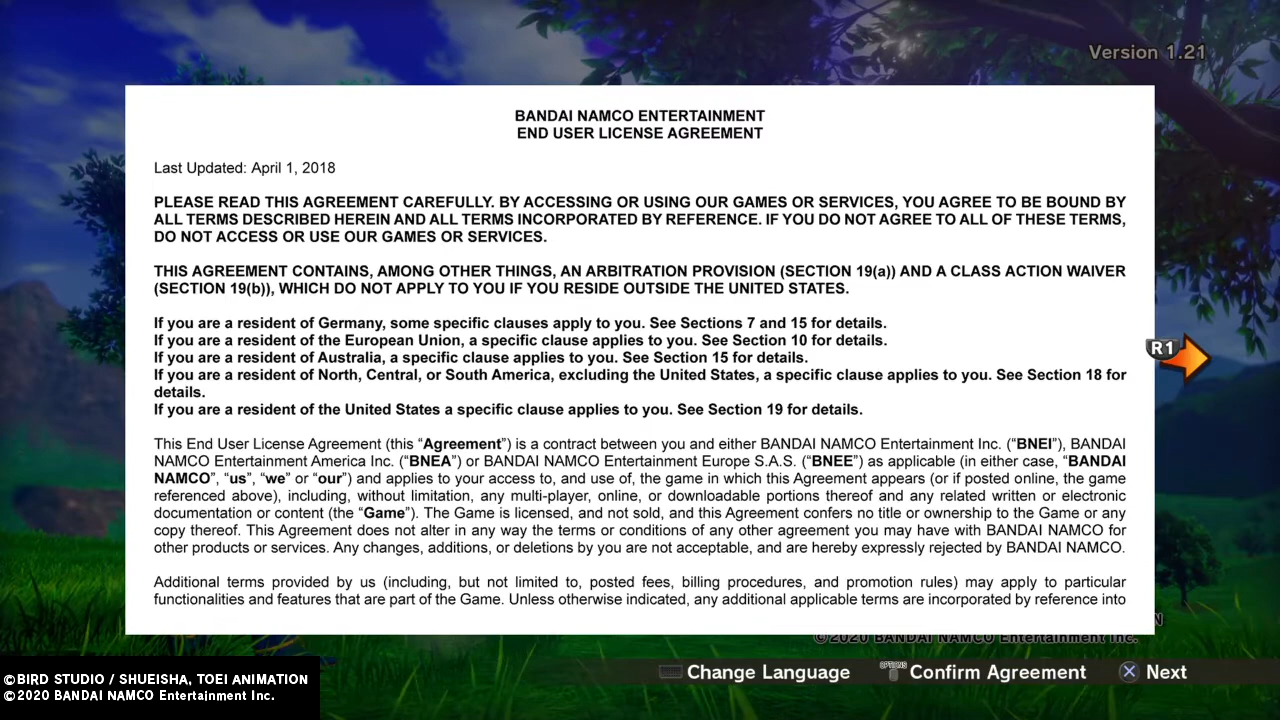 Version 1.21
BANDAI NAMCO ENTERTAINMENT
END USER LICENSE AGREEMENT
Last Updated: April 1, 2018
PLEASE READ THIS AGREEMENT CAREFULLY. BY ACCESSING OR USING OUR GAMES OR SERVICES, YOU AGREE TO BE BOUND BY
ALL TERMS DESCRIBED HEREIN AND ALL TERMS INCORPORATED BY REFERENCE. IF YOU DO NOT AGREE TO ALL OF THESE TERMS,
DO NOT ACCESS OR USE OUR GAMES OR SERVICES.
THIS AGREEMENT CONTAINS, AMONG OTHER THINGS, AN ARBITRATION PROVISION (SECTION 19(a)) AND A CLASS ACTION WAIVER
(SECTION 19(b)), WHICH DO NOT APPLY TO YOU IF YOU RESIDE OUTSIDE THE UNITED STATES.
If you are a resident of Germany, some specific clauses apply to you. See Sections 7 and 15 for details.
If you are a resident of the European Union, a specific clause applies to you. See Section 10 for details.
If you are a resident of Australia, a specific clause applies to you. See Section 15 for details.
If you are a resident of North, Central, or South America, excluding the United States, a specific clause applies to you. See Section 18 for
details.
If you are a resident of the United States a specific clause applies to you. See Section 19 for details.
This End User License Agreement (this “Agreement”) is a contract between you and either BANDAI NAMCO Entertainment Inc. (“BNEI”), BANDAI
NAMCO Entertainment America Inc. (“BNEA”) or BANDAI NAMCO Entertainment Europe S.A.S. (“BNEE”) as applicable (in either case, “BANDAI
NAMCO”, “us”, “we” or “our”) and applies to your access to, and use of, the game in which this Agreement appears (or if posted online, the game
referenced above), including, without limitation, any multi-player, online, or downloadable portions thereof and any related written or electronic
documentation or content (the “Game”). The Game is licensed, and not sold, and this Agreement confers no title or ownership to the Game or any
copy thereof. This Agreement does not alter in any way the terms or conditions of any other agreement you may have with BANDAI NAMCO for
other products or services. Any changes, additions, or deletions by you are not acceptable, and are hereby expressly rejected by BANDAI NAMCO.
Additional terms provided by us (including, but not limited to, posted fees, billing procedures, and promotion rules) may apply to particular
functionalities and features that are part of the Game. Unless otherwise indicated, any additional applicable terms are incorporated by reference into
R1
©2020 BANDAI NAMCO Entertainment Inc.
OPTIONS
Change Language Confirm Agreement Next
©BIRD STUDIO / SHUEISHA, TOEI ANIMATION
©2020 BANDAI NAMCO Entertainment Inc.